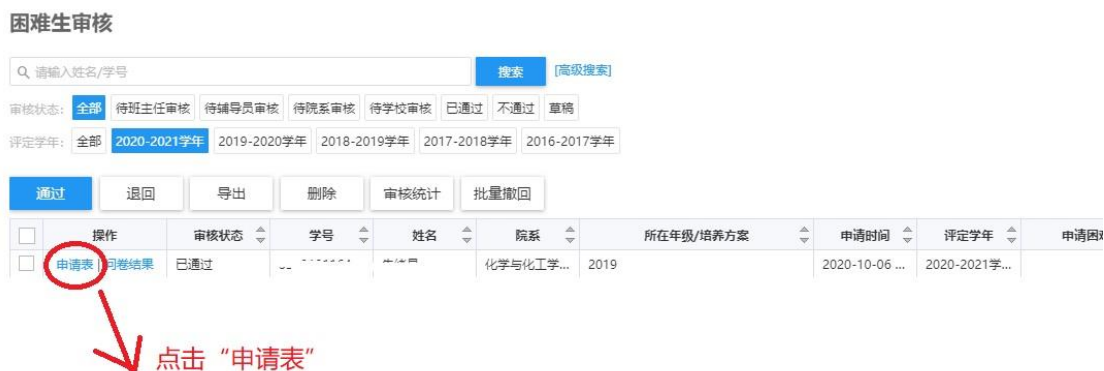 困难生审核
请输入姓名/学号 搜索 [高级搜索]
审核状态: 全部 待班主任审核 待辅导员审核 待院系审核 待学校审核 已通过 不通过 草稿
评定学年: 全部 2020-2021学年 2019-2020学年 2018-2019学年 2017-2018学年 2016-2017学年
通过 退回 导出 删除 审核统计 批量撤回
操作 审核状态 学号 姓名 院系 所在年级/培养方案 申请时间 评定学年 申请困
申请表 问卷结果 已通过 化学与化工学... 2019 2020-10-06 ... 2020-2021学...
点击“申请表”